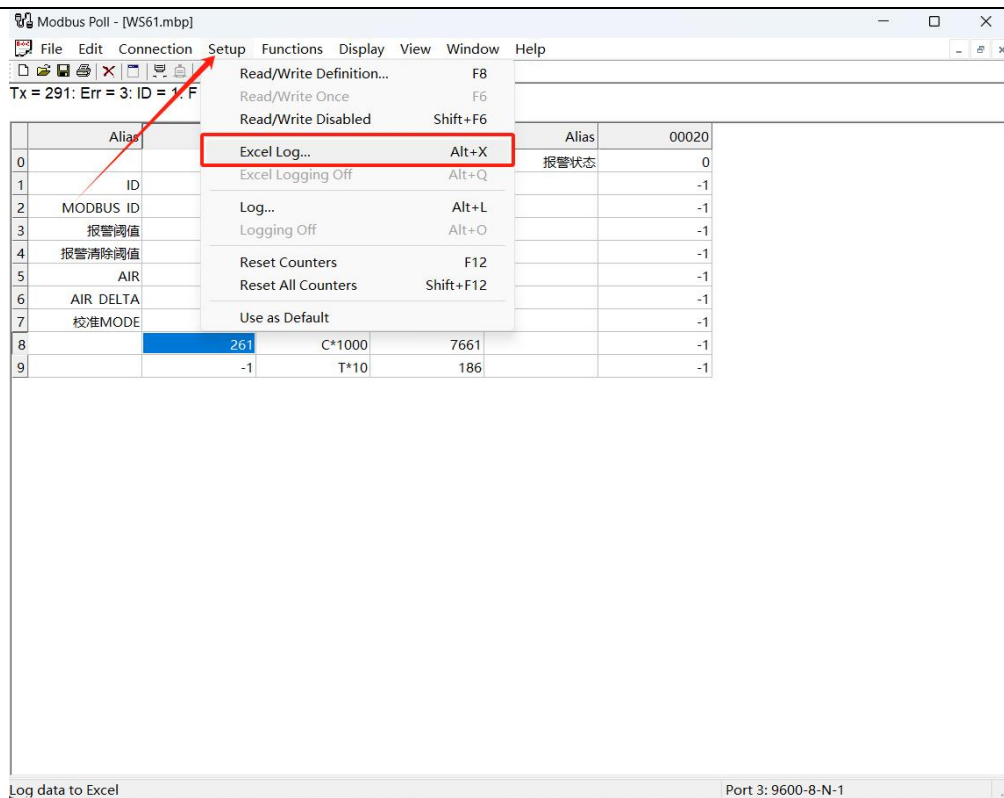 Modbus Poll - [WS61.mbp]
File Edit Connection Setup Functions Display View Window Help
Tx = 291: Err = 3: ID = 1: F
Read/Write Definition... F8
Read/Write Once F6
Read/Write Disabled Shift+F6
Excel Log... Alt+X
Excel Logging Off Alt+Q
Log... Alt+L
Logging Off Alt+O
Reset Counters F12
Reset All Counters Shift+F12
Use as Default
Alias Alias 00020
0 报警状态 0
1 ID -1
2 MODBUS ID -1
3 报警阈值 -1
4 报警清除阈值 -1
5 AIR -1
6 AIR DELTA -1
7 校准MODE -1
8 261 C*1000 7661 -1
9 -1 T*10 186 -1
Log data to Excel Port 3: 9600-8-N-1